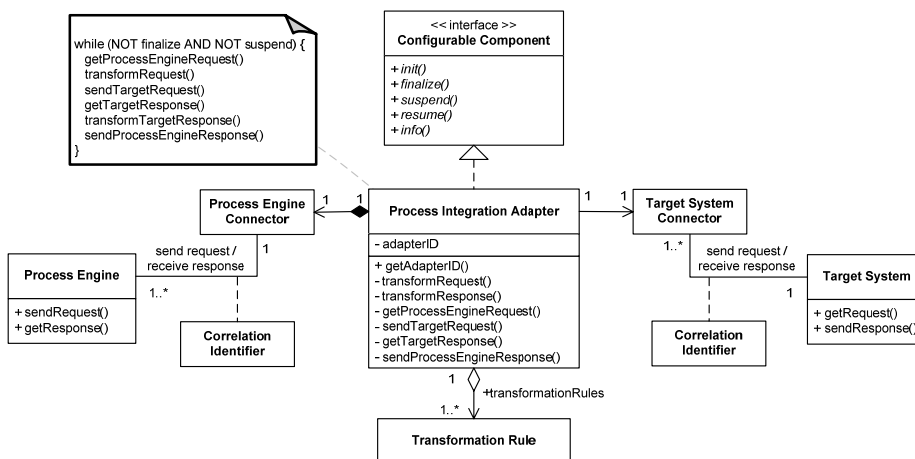 while (NOT finalize AND NOT suspend) {
getProcessEngineRequest()
transformRequest()
sendTargetRequest()
getTargetResponse()
transformTargetResponse()
sendProcessEngineResponse()
}
<< interface >>
Configurable Component
+ init()
+ finalize()
+ suspend()
+ resume()
+ info()
Process Engine
Connector
1
1
1
Process Integration Adapter
- adapterID
+ getAdapterID()
- transformRequest()
- transformResponse()
- getProcessEngineRequest()
- sendTargetRequest()
- getTargetResponse()
- sendProcessEngineResponse()
1
1
Target System
Connector
1..*
send request /
receive response
1
send request /
receive response
1..*
Process Engine
+ sendRequest()
+ getResponse()
Correlation
Identifier
Correlation
Identifier
Target System
+ getRequest()
+ sendResponse()
1
+transformationRules
1..*
Transformation Rule